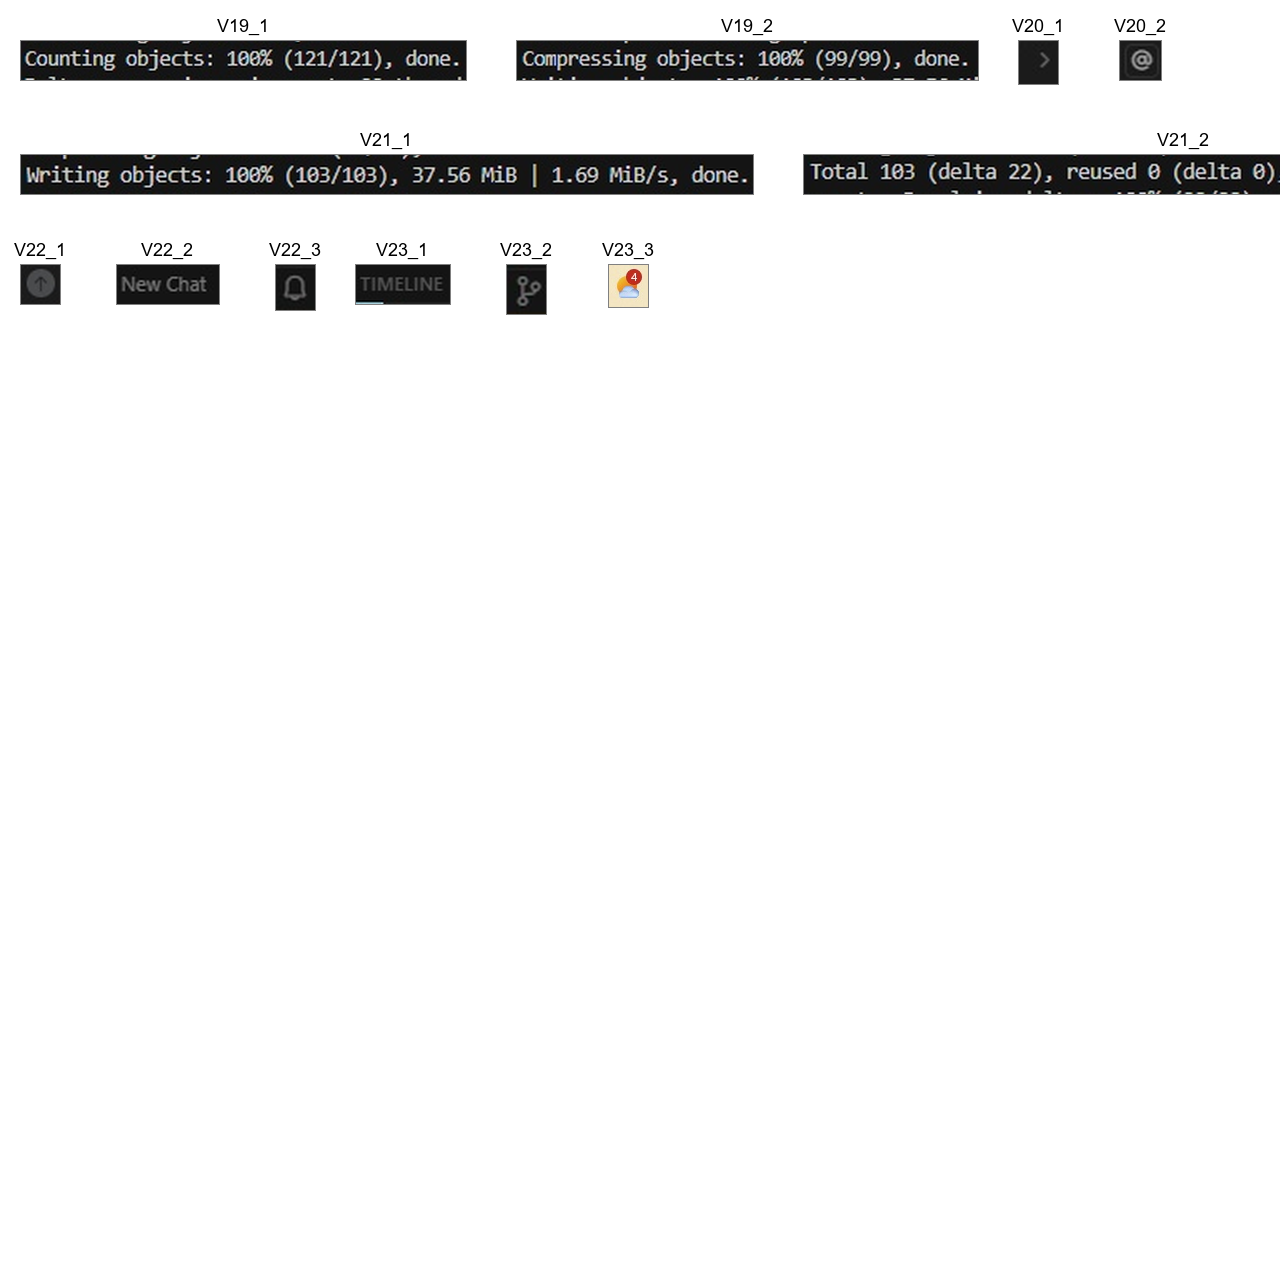 V19_1
V19_2
V20_1
V20_2
Counting objects: 100% (121/121), done.
Compressing objects: 100% (99/99), done.
@
V21_1
V21_2
Writing objects: 100% (103/103), 37.56 MiB | 1.69 MiB/s, done.
Total 103 (delta 22), reused 0 (delta 0)
V22_1
V22_2
V22_3
V23_1
V23_2
V23_3
New Chat
TIMELINE
4